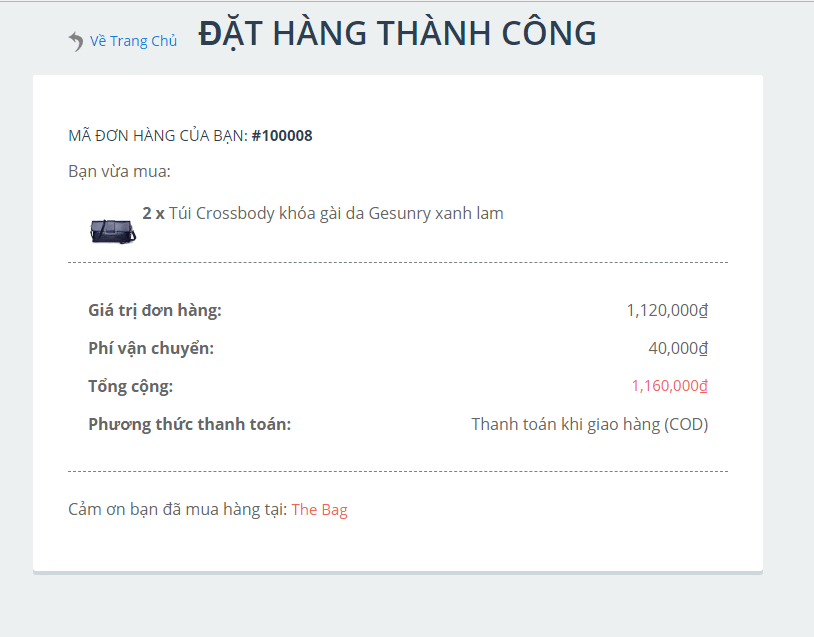 Về Trang Chủ ĐẶT HÀNG THÀNH CÔNG
MÃ ĐƠN HÀNG CỦA BẠN: #100008
Bạn vừa mua:
2 x Túi Crossbody khóa gài da Gesunry xanh lam
Giá trị đơn hàng: 1,120,000₫
Phí vận chuyển: 40,000₫
Tổng cộng: 1,160,000₫
Phương thức thanh toán: Thanh toán khi giao hàng (COD)
Cảm ơn bạn đã mua hàng tại: The Bag